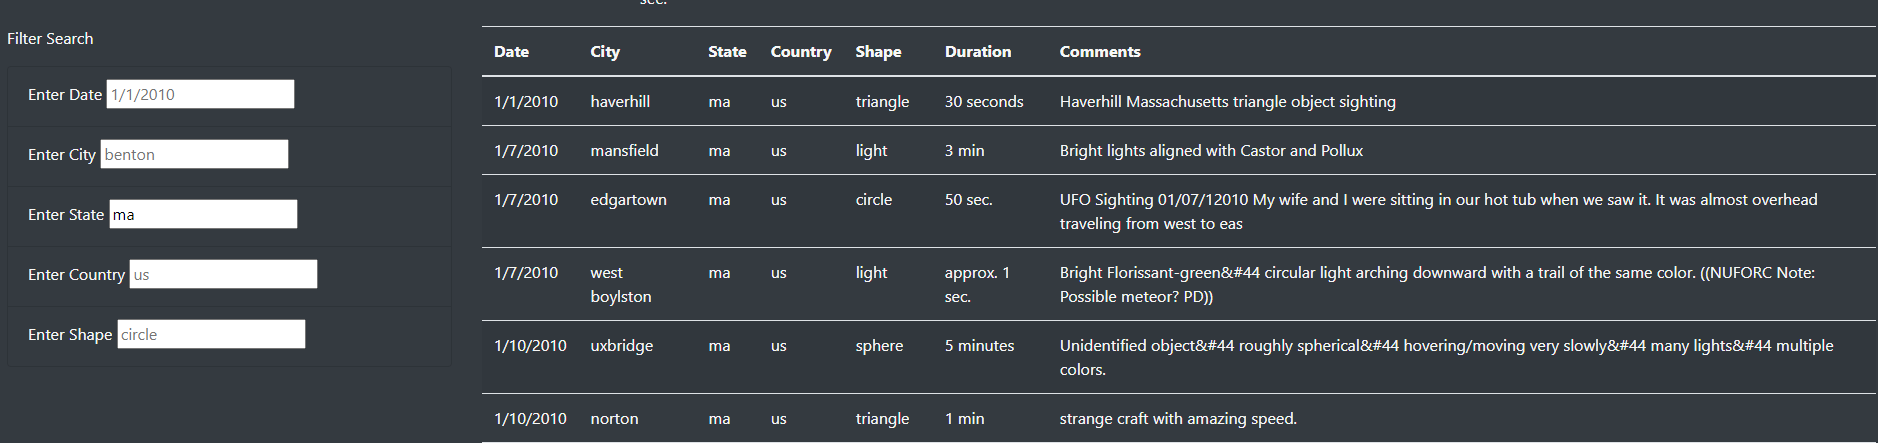 sec.
Filter Search
Enter Date 1/1/2010
Enter City benton
Enter State ma
Enter Country us
Enter Shape circle
Date City State Country Shape Duration Comments
1/1/2010 haverhill ma us triangle 30 seconds Haverhill Massachusetts triangle object sighting
1/7/2010 mansfield ma us light 3 min Bright lights aligned with Castor and Pollux
1/7/2010 edgartown ma us circle 50 sec. UFO Sighting 01/07/12010 My wife and I were sitting in our hot tub when we saw it. It was almost overhead
traveling from west to eas
1/7/2010 west ma us light approx. 1 Bright Florissant-green&#44 circular light arching downward with a trail of the same color. ((NUFORC Note:
boylston sec. Possible meteor? PD))
1/10/2010 uxbridge ma us sphere 5 minutes Unidentified object&#44 roughly spherical&#44 hovering/moving very slowly&#44 many lights&#44 multiple
colors.
1/10/2010 norton ma us triangle 1 min strange craft with amazing speed.